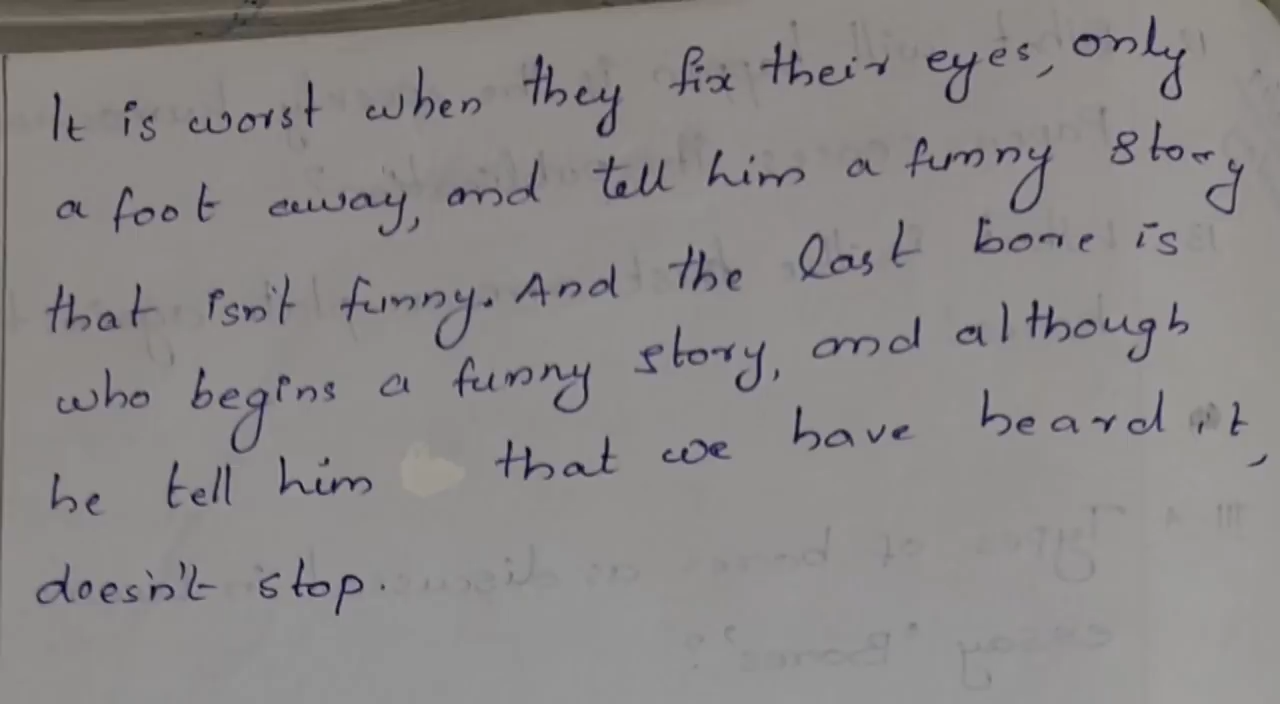 It is worst when they fix their eyes, only
a foot away, and tell him a funny story
that isn't funny. And the last bore is
who begins a funny story, and although
he tell him that we have heard it,
doesn't stop.